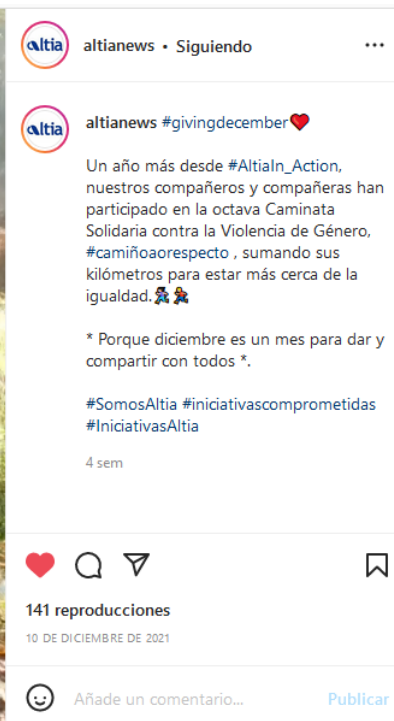 altia altianews • Siguiendo
altia altianews #givingdecember
Un año más desde #AltiaIn_Action,
nuestros compañeros y compañeras han
participado en la octava Caminata
Solidaria contra la Violencia de Género,
#camiñoaorespecto , sumando sus
kilómetros para estar más cerca de la
igualdad.
* Porque diciembre es un mes para dar y
compartir con todos *.
#SomosAltia #iniciativascomprometidas
#IniciativasAltia
4 sem
141 reproducciones
10 DE DICIEMBRE DE 2021
Añade un comentario... Publicar